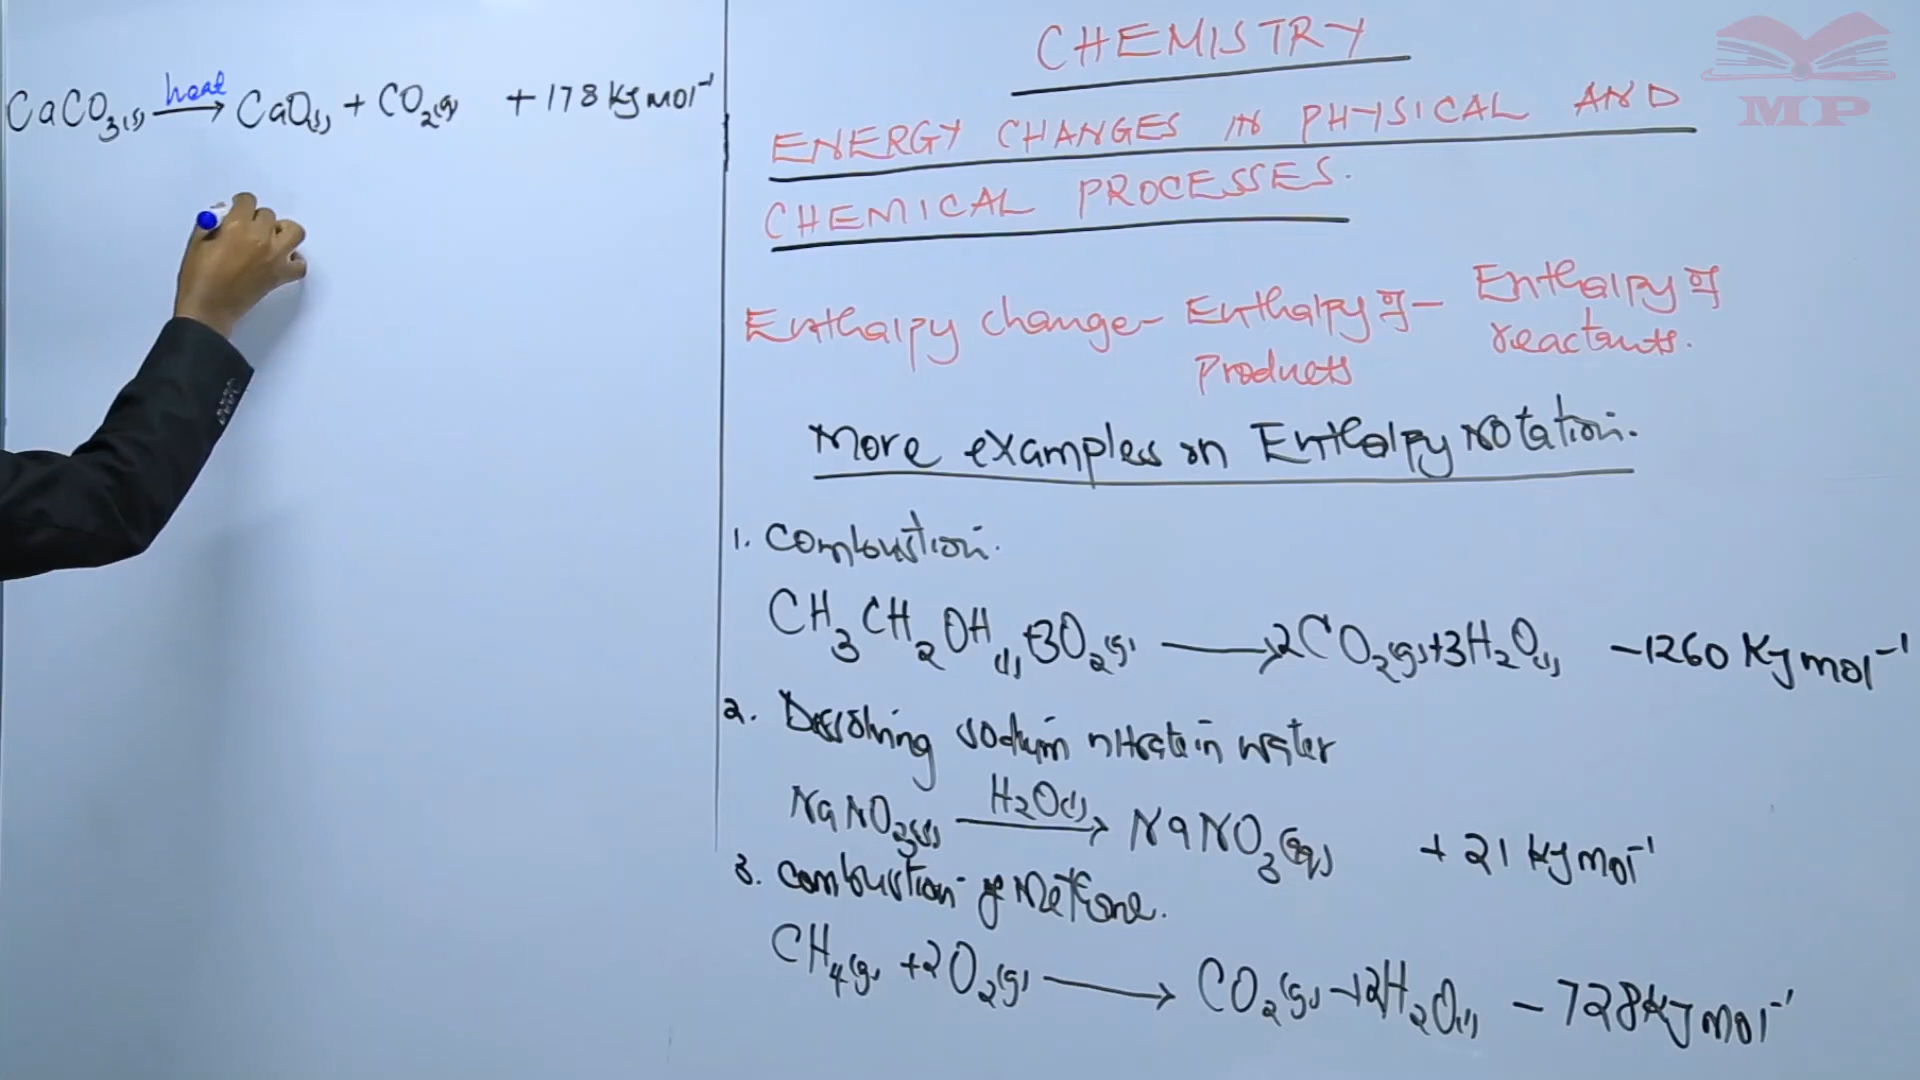 CaCO₃(s) —heat→ CaO(s) + CO₂(g) +178 KJ mol⁻¹
CHEMISTRY
ENERGY CHANGES IN PHYSICAL AND
CHEMICAL PROCESSES.
Enthalpy change - Enthalpy of - Enthalpy of
Products reactants.
More examples on Enthalpy Notation.
1. Combustion.
CH₃CH₂OH(l) +3O₂(g) → 2CO₂(g)+3H₂O(l) -1260 KJ mol⁻¹
2. Dissolving sodium nitrate in water
NaNO₃(s) —H₂O(l)→ NaNO₃(aq) +21 KJ mol⁻¹
3. Combustion of Methane.
CH₄(g) +2O₂(g) → CO₂(g) +2H₂O(l) -728 KJ mol⁻¹
MP